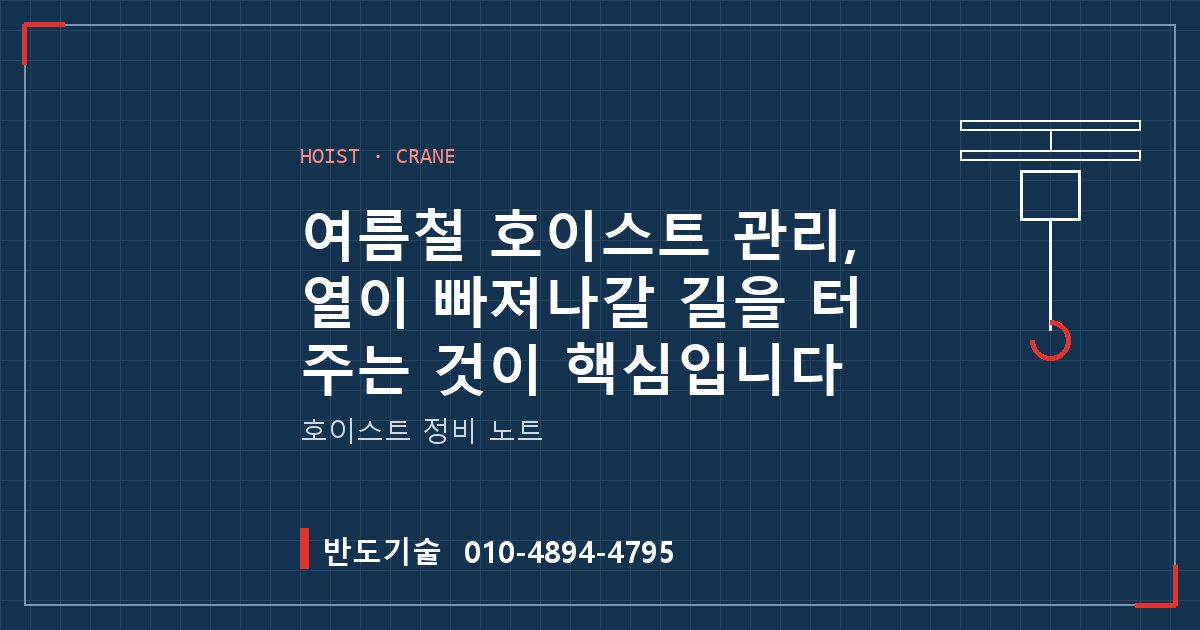 HOIST · CRANE
여름철 호이스트 관리,
열이 빠져나갈 길을 터
주는 것이 핵심입니다
호이스트 정비 노트
반도기술 010-4894-4795